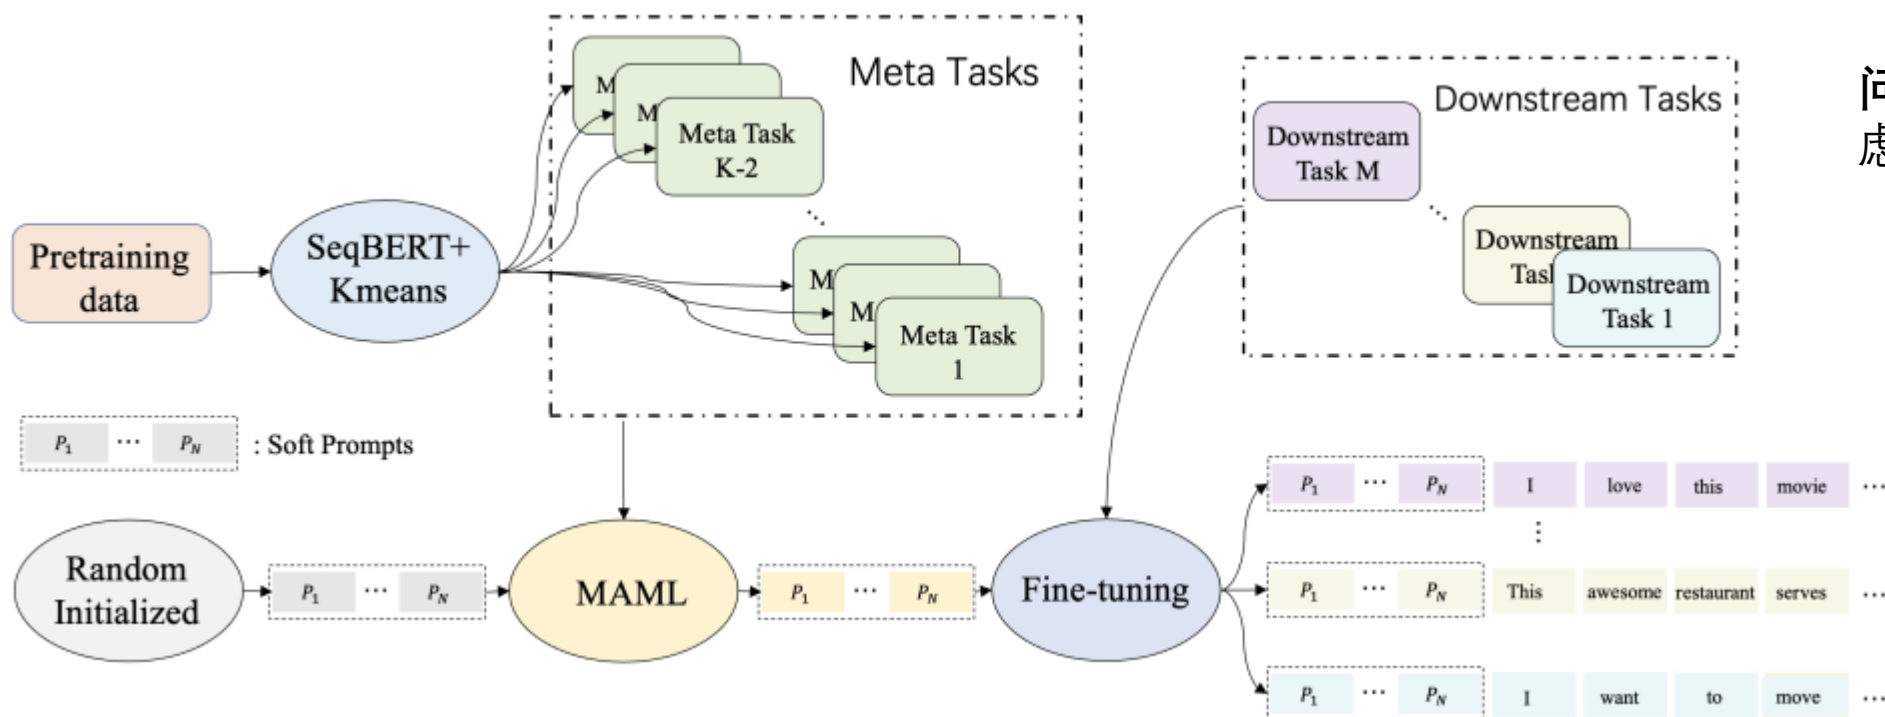 Meta Tasks
M
M
Meta Task
K-2
Downstream Tasks
Downstream
Task M
Pretraining
data
SeqBERT+
Kmeans
M
M
Meta Task
1
Downstream
Downstream
Task 1
P1 ... PN : Soft Prompts
Random
Initialized
P1 ... PN
MAML
P1 ... PN
Fine-tuning
P1 ... PN I love this movie ...
P1 ... PN This awesome restaurant serves ...
P1 ... PN I want to move ...